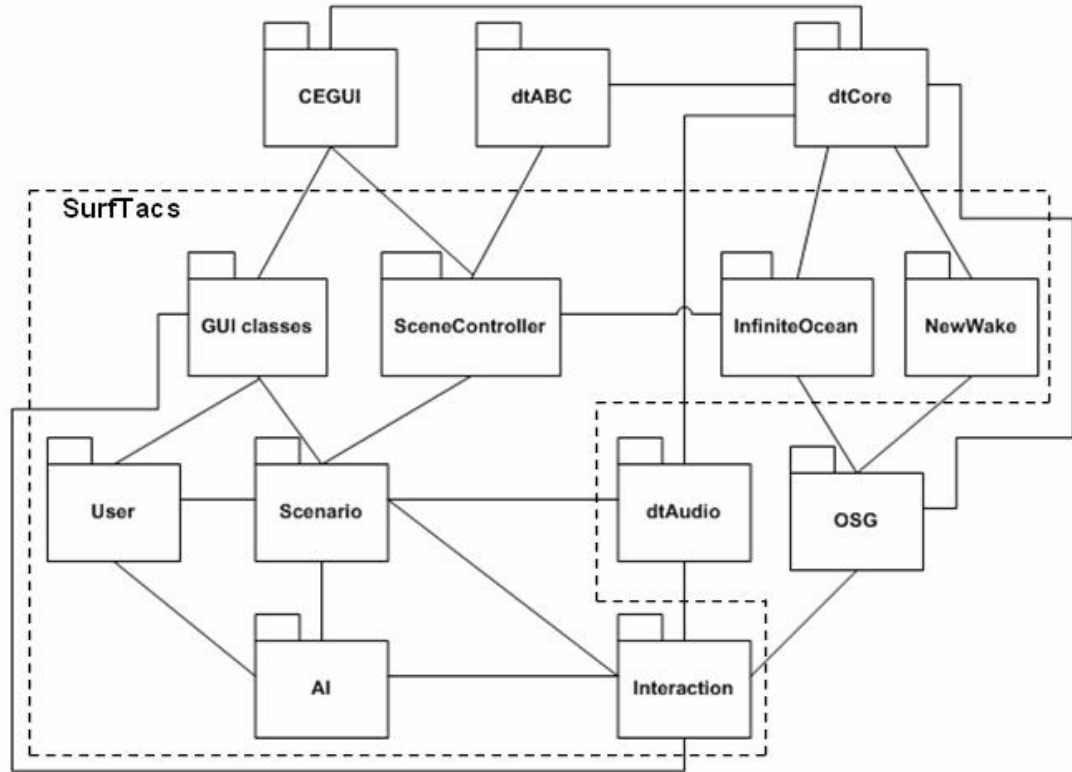 CEGUI
dtABC
dtCore
SurfTacs
GUI classes
SceneController
InfiniteOcean
NewWake
User
Scenario
dtAudio
OSG
AI
Interaction